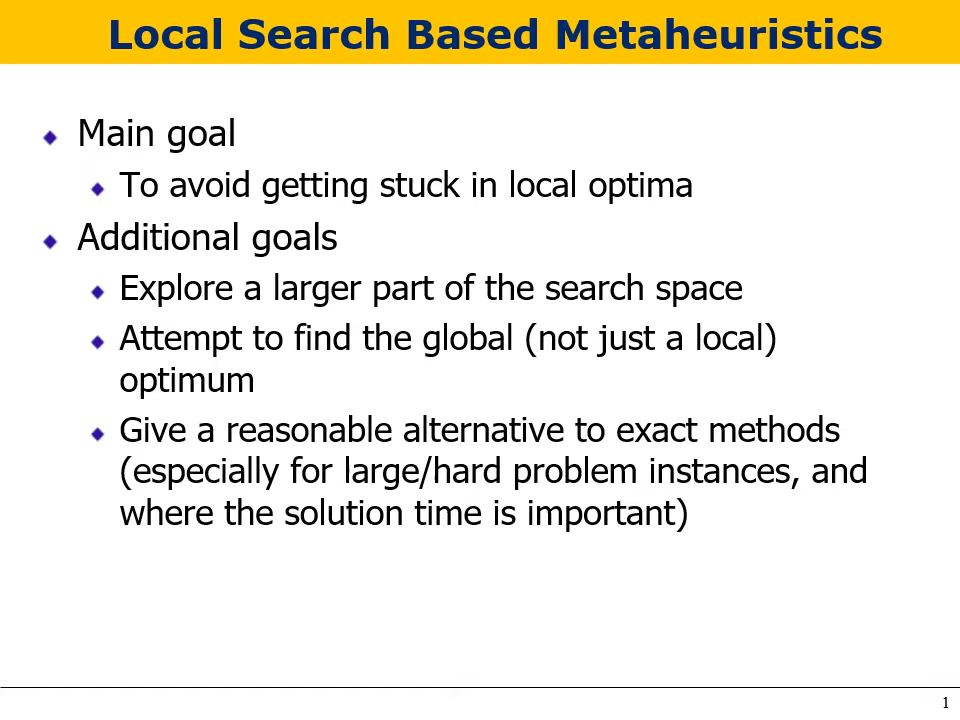 Local Search Based Metaheuristics
Main goal
To avoid getting stuck in local optima
Additional goals
Explore a larger part of the search space
Attempt to find the global (not just a local)
optimum
Give a reasonable alternative to exact methods
(especially for large/hard problem instances, and
where the solution time is important)
1